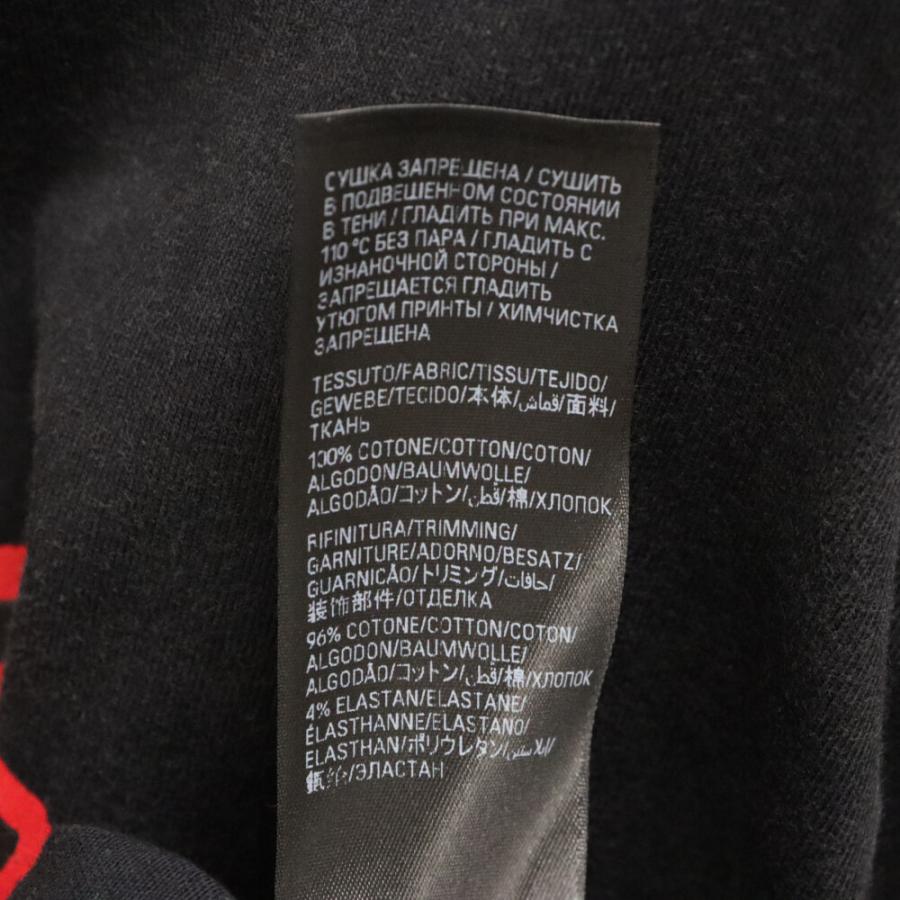 СУШКА ЗАПРЕЩЕНА / СУШИТЬ
В ПОДВЕШЕННОМ СОСТОЯНИИ
В ТЕНИ / ГЛАДИТЬ ПРИ МАКС.
110 °C БЕЗ ПАРА / ГЛАДИТЬ С
ИЗНАНОЧНОЙ СТОРОНЫ /
ЗАПРЕЩАЕТСЯ ГЛАДИТЬ
УТЮГОМ ПРИНТЫ / ХИМЧИСТКА
ЗАПРЕЩЕНА
TESSUTO/FABRIC/TISSU/TEJIDO/
GEWEBE/TECIDO/本体/قماش/面料/
ТКАНЬ
100% COTONE/COTTON/COTON/
ALGODON/BAUMWOLLE/
ALGODÃO/コットン/قطن/棉/ХЛОПОК
RIFINITURA/TRIMMING/
GARNITURE/ADORNO/BESATZ/
GUARNICÃO/トリミング/حافات/
装饰部件/ОТДЕЛКА
96% COTONE/COTTON/COTON/
ALGODON/BAUMWOLLE/
ALGODÃO/コットン/قطن/棉/ХЛОПОК
4% ELASTAN/ELASTANE/
ÉLASTHANNE/ELASTANO/
ELASTHAN/ポリウレタン/
/ЭЛАСТАН